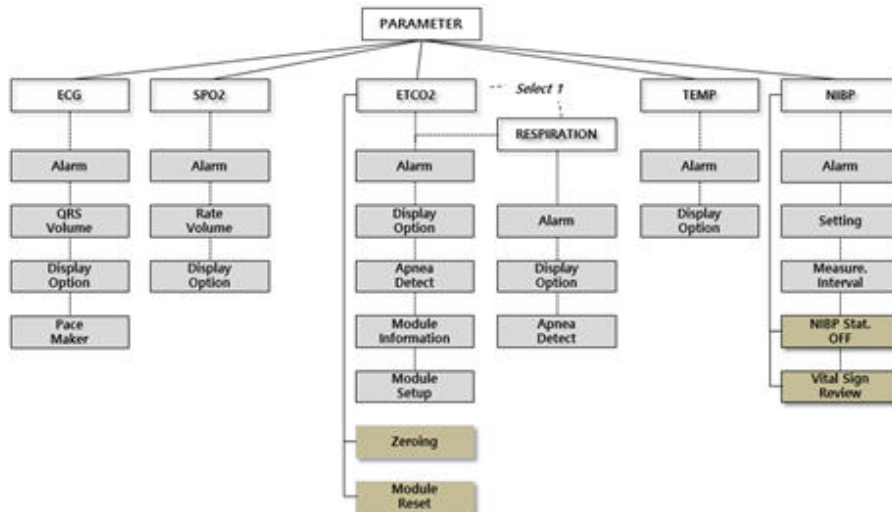 PARAMETER
ECG
SPO2
ETCO2
Select 1
TEMP
NIBP
RESPIRATION
Alarm
QRS
Volume
Display
Option
Pace
Maker
Alarm
Rate
Volume
Display
Option
Alarm
Display
Option
Apnea
Detect
Module
Information
Module
Setup
Zeroing
Module
Reset
Alarm
Display
Option
Apnea
Detect
Alarm
Display
Option
Alarm
Setting
Measure.
Interval
NIBP Stat.
OFF
Vital Sign
Review